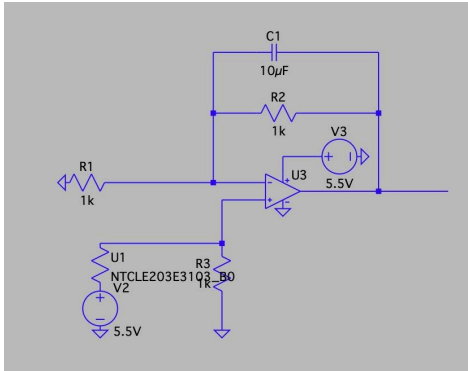 C1
10µF
R2
1k
V3
R1
1k
U3
5.5V
U1
NTCLE203E3103_B0
R3
1k
V2
5.5V